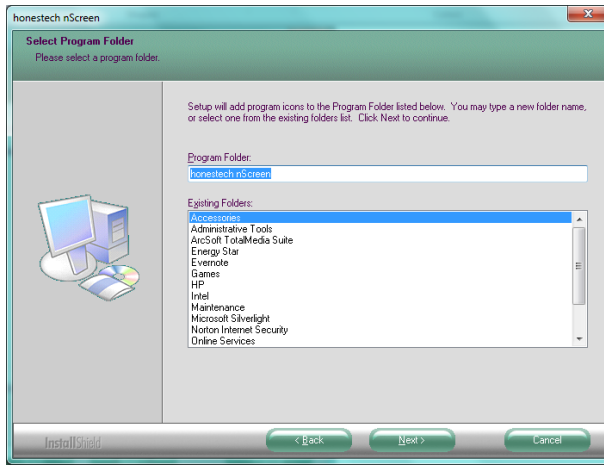 honestech nScreen
Select Program Folder
Please select a program folder.
Setup will add program icons to the Program Folder listed below. You may type a new folder name,
or select one from the existing folders list. Click Next to continue.
Program Folder:
honestech nScreen
Existing Folders:
Accessories
Administrative Tools
ArcSoft TotalMedia Suite
Energy Star
Evernote
Games
HP
Intel
Maintenance
Microsoft Silverlight
Norton Internet Security
Online Services
InstallShield
< Back
Next >
Cancel